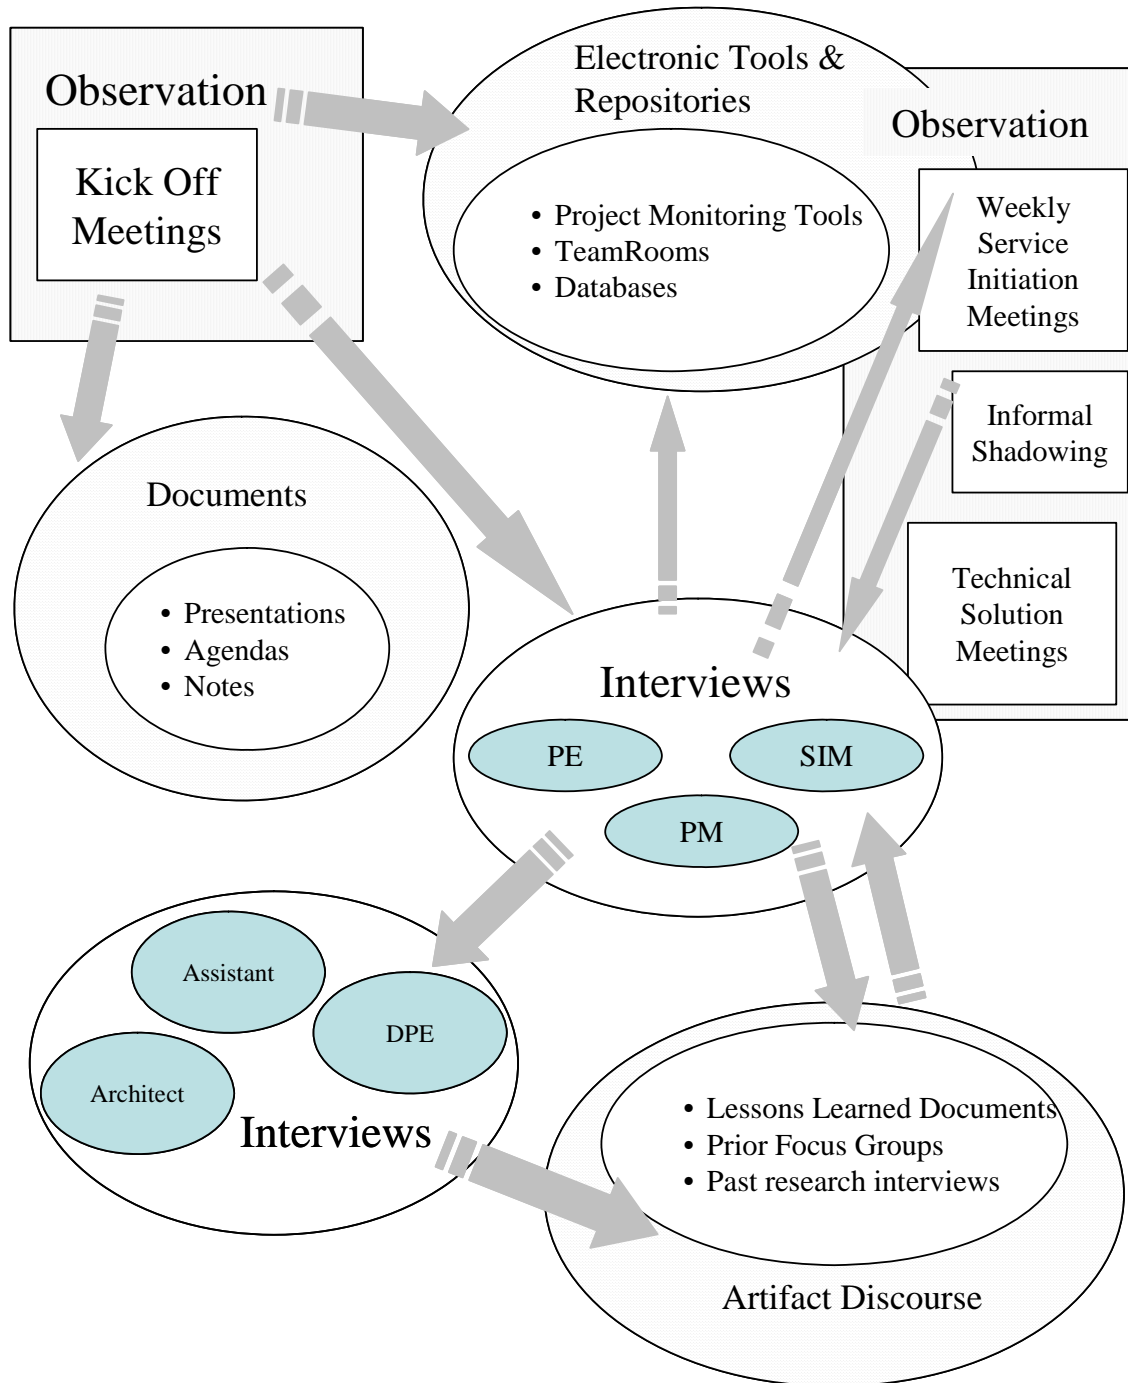 Observation
Kick Off
Meetings
Electronic Tools &
Repositories
• Project Monitoring Tools
• TeamRooms
• Databases
Observation
Weekly
Service
Initiation
Meetings
Informal
Shadowing
Technical
Solution
Meetings
Documents
• Presentations
• Agendas
• Notes
Interviews
PE
SIM
PM
Assistant
DPE
Architect
Interviews
• Lessons Learned Documents
• Prior Focus Groups
• Past research interviews
Artifact Discourse